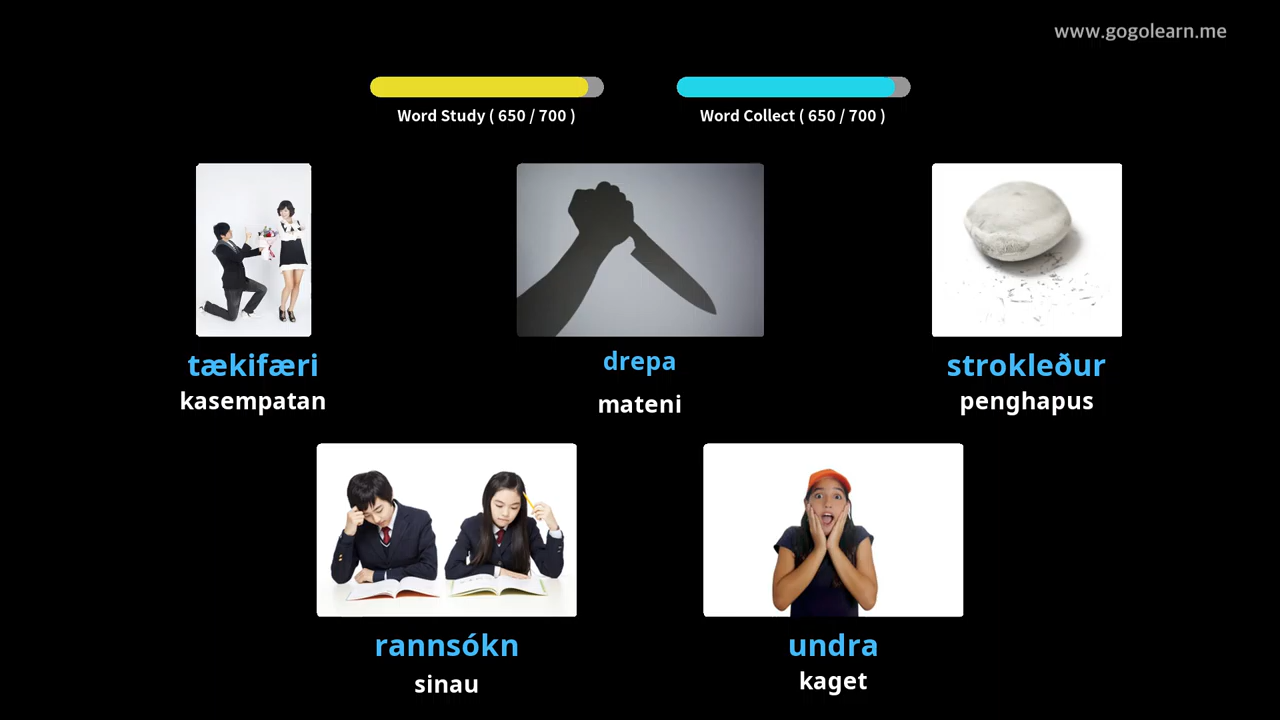 www.gogolearn.me
Word Study ( 650 / 700 )
Word Collect ( 650 / 700 )
tækifæri
kasempatan
drepa
mateni
strokleður
penghapus
rannsókn
sinau
undra
kaget